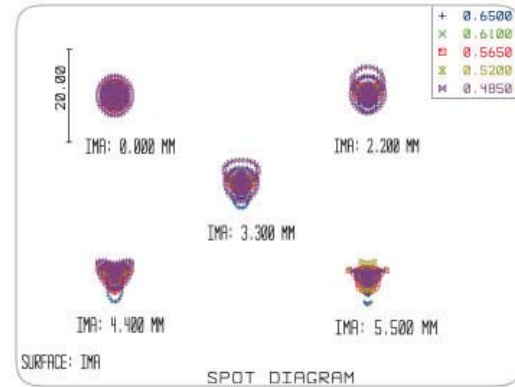 + 0.6500
× 0.6100
0.5650
0.5200
0.4850
20.00
IMA: 0.000 MM
IMA: 2.200 MM
IMA: 3.300 MM
IMA: 4.400 MM
IMA: 5.500 MM
SURFACE: IMA
SPOT DIAGRAM